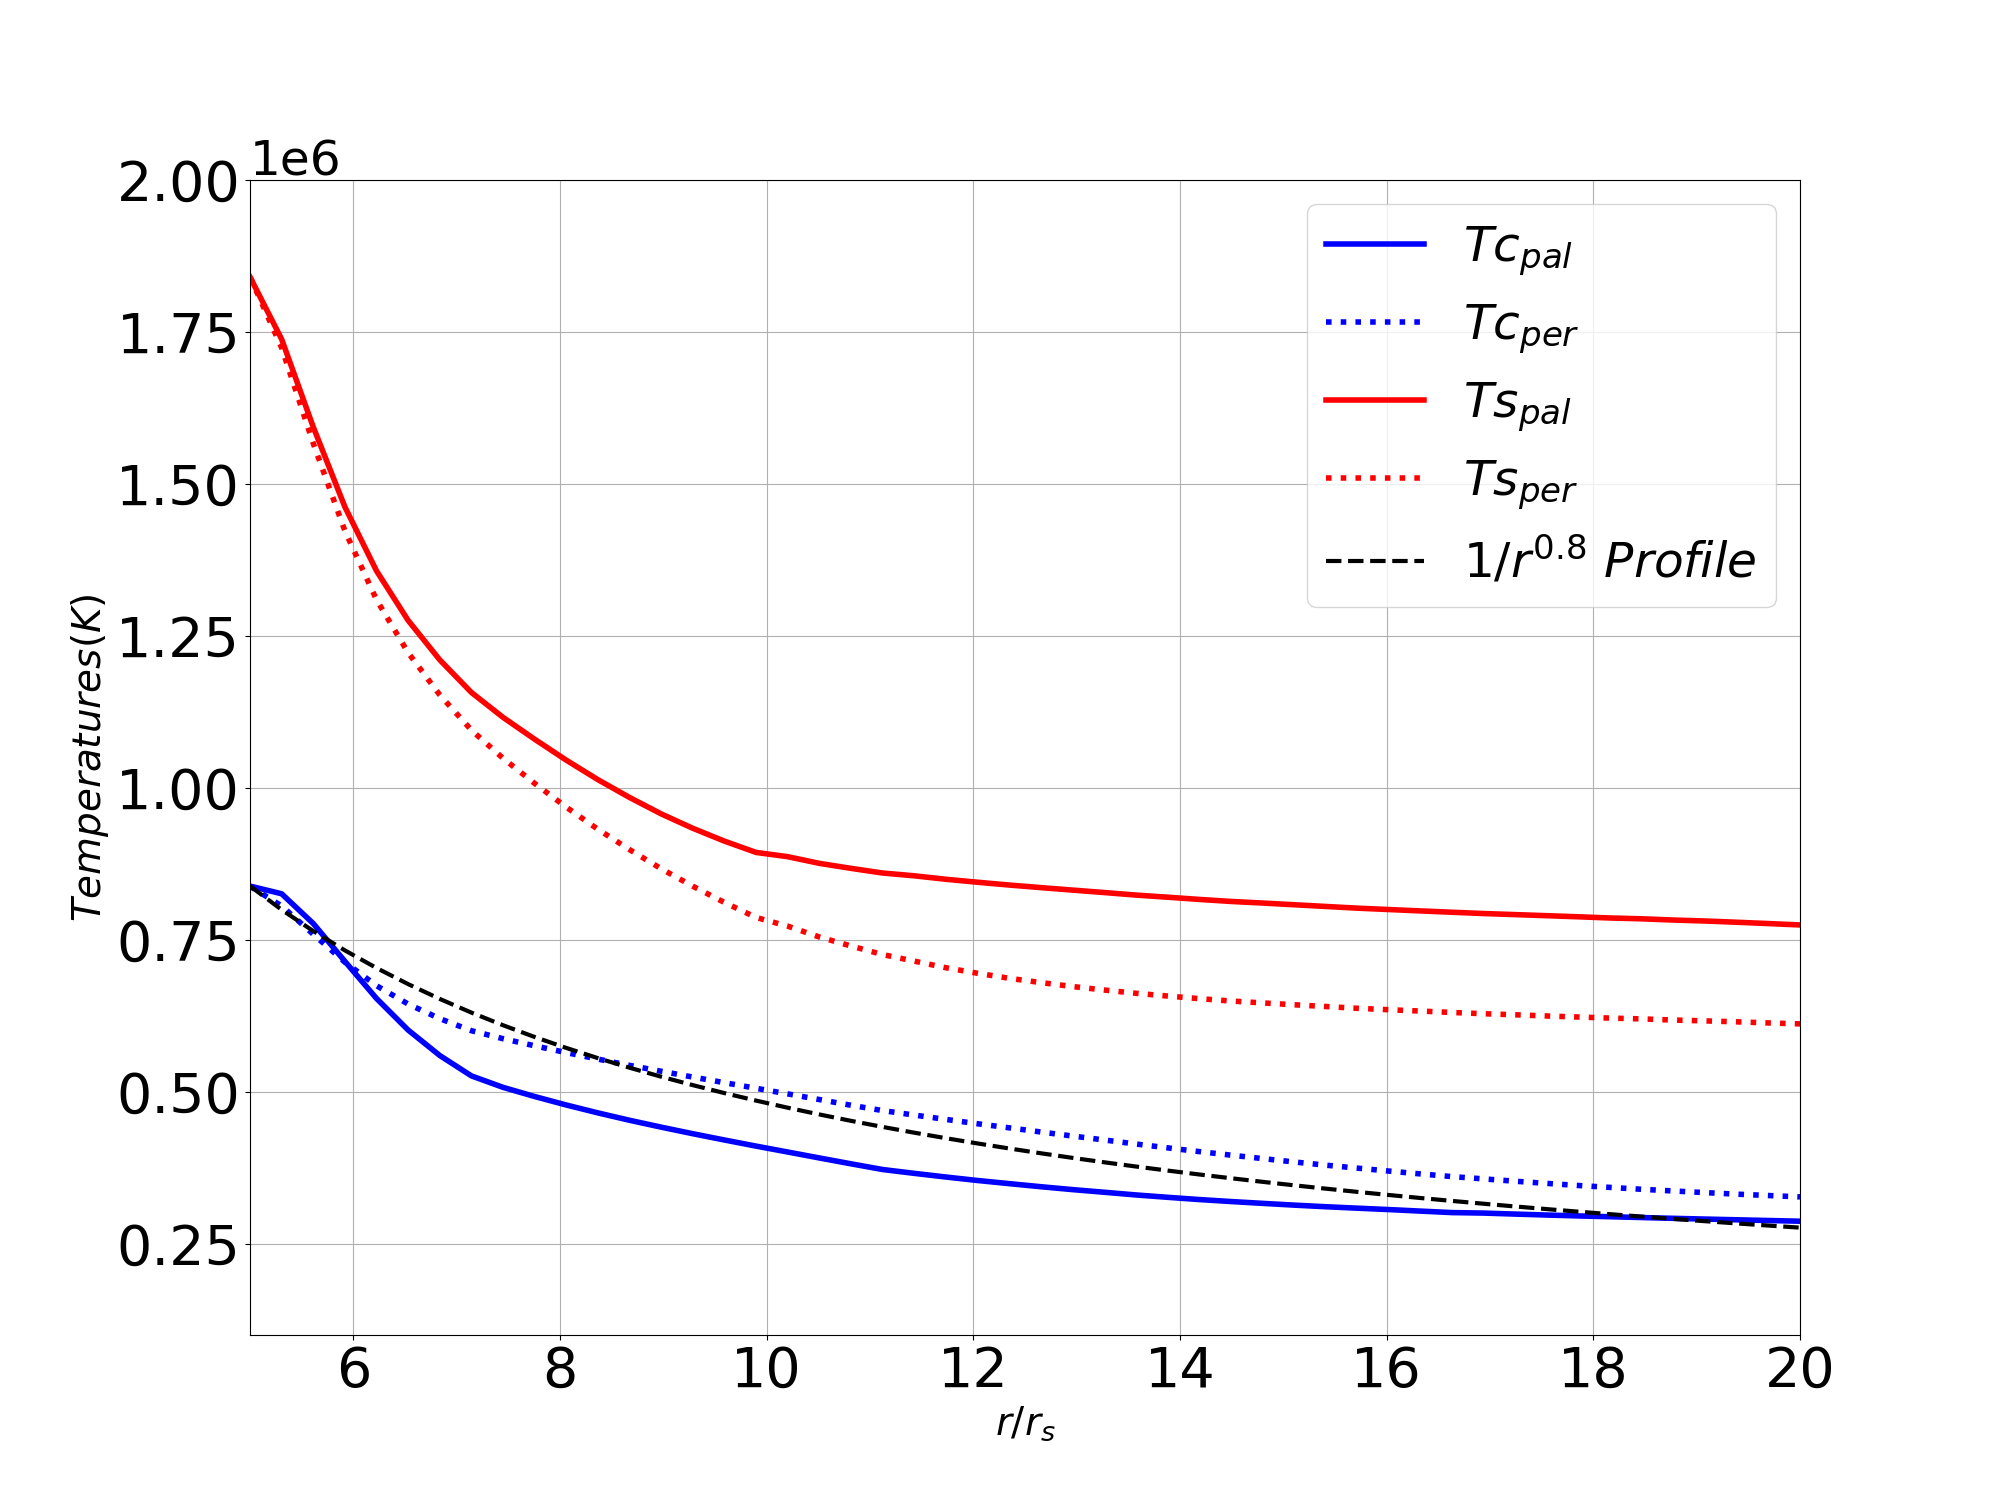 1e6
2.00
1.75
1.50
1.25
1.00
0.75
0.50
0.25
Temperatures(K)
Tc_pal
Tc_per
Ts_pal
Ts_per
1/r^0.8 Profile
6 8 10 12 14 16 18 20
r/r_s